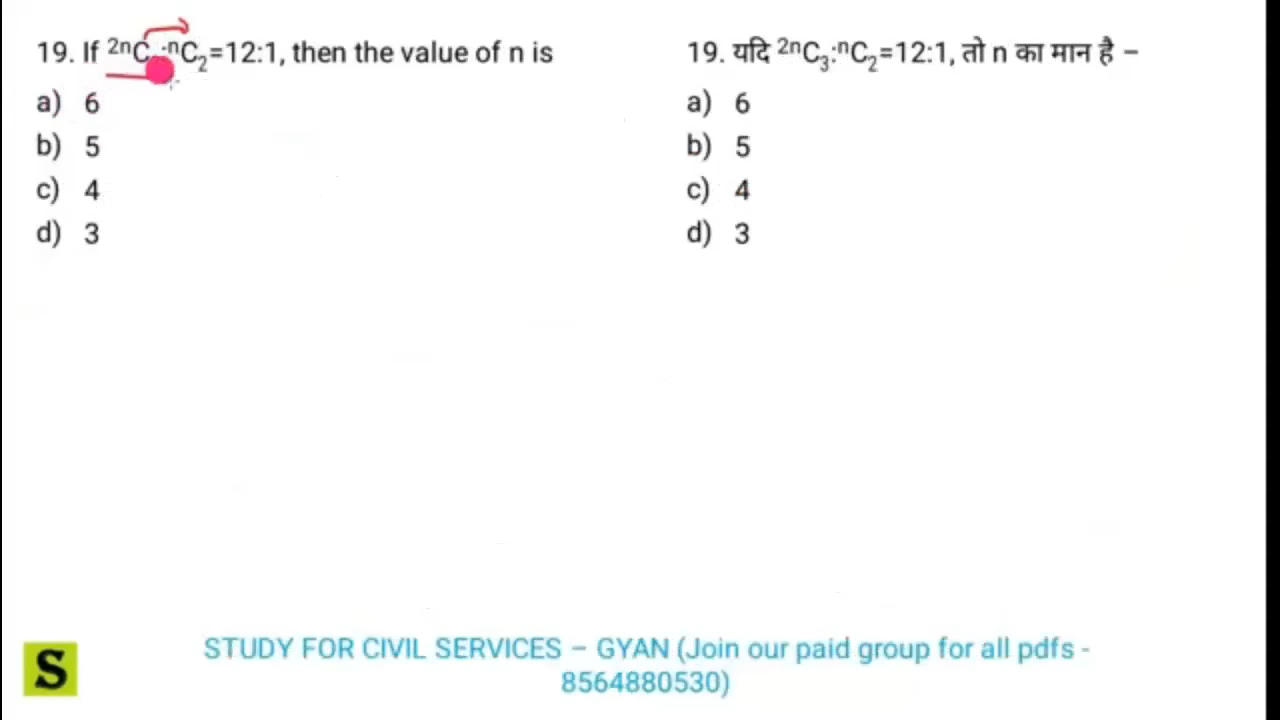 19. If ²ⁿC :ⁿC₂=12:1, then the value of n is
a) 6
b) 5
c) 4
d) 3
19. यदि ²ⁿC₃:ⁿC₂=12:1, तो n का मान है –
a) 6
b) 5
c) 4
d) 3
S
STUDY FOR CIVIL SERVICES – GYAN (Join our paid group for all pdfs -
8564880530)